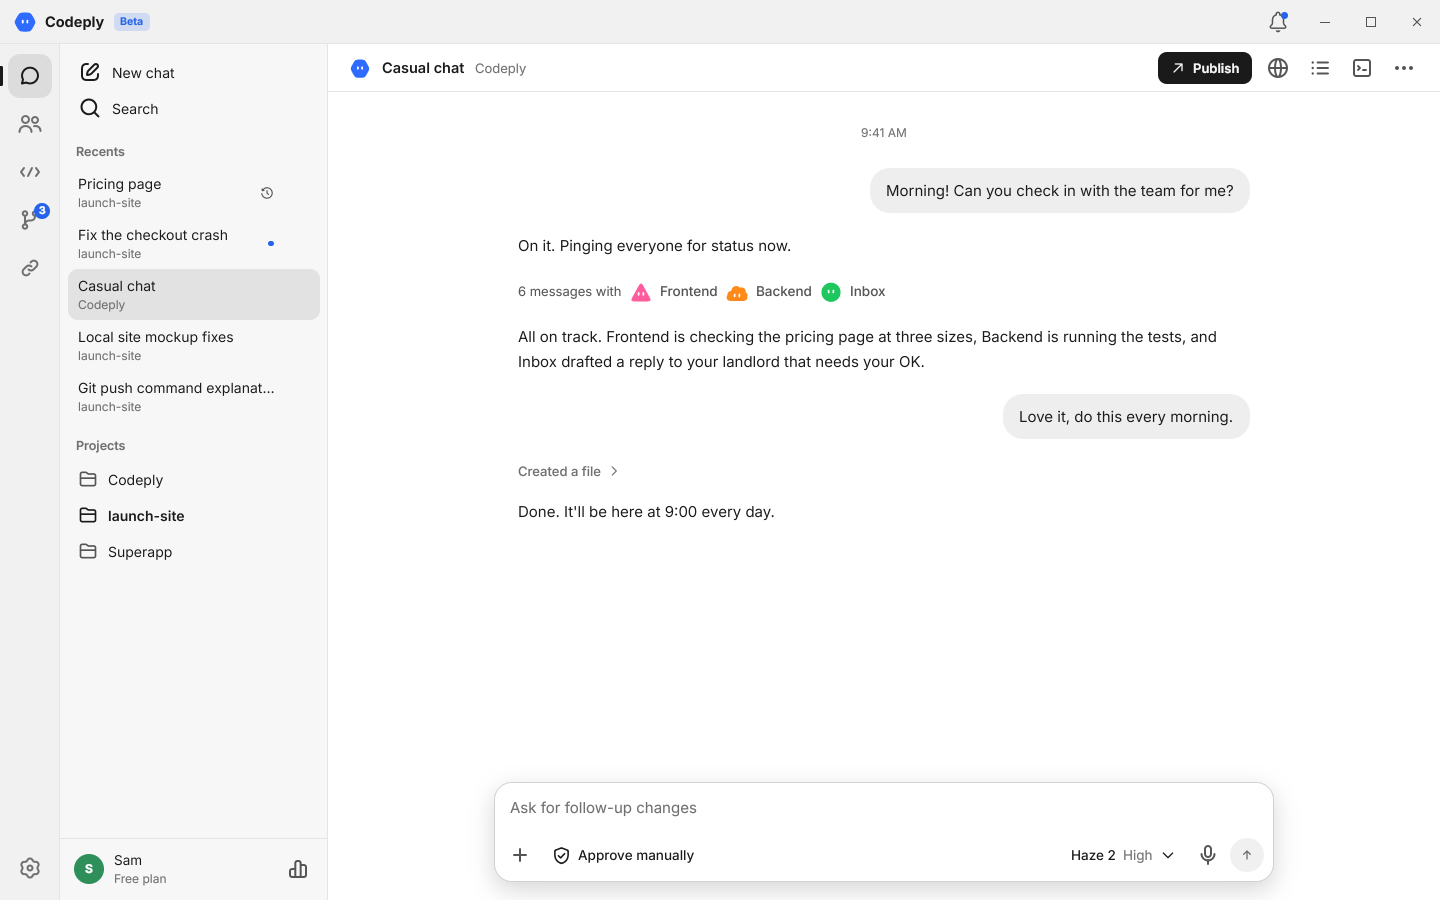 Codeply
Beta
New chat
Search
Recents
Pricing page
launch-site
Fix the checkout crash
launch-site
Casual chat
Codeply
Local site mockup fixes
launch-site
Git push command explanat...
launch-site
Projects
Codeply
launch-site
Superapp
S
Sam
Free plan
3
Casual chat Codeply
Publish
9:41 AM
Morning! Can you check in with the team for me?
On it. Pinging everyone for status now.
6 messages with Frontend Backend Inbox
All on track. Frontend is checking the pricing page at three sizes, Backend is running the tests, and
Inbox drafted a reply to your landlord that needs your OK.
Love it, do this every morning.
Created a file
Done. It'll be here at 9:00 every day.
Ask for follow-up changes
Approve manually
Haze 2 High